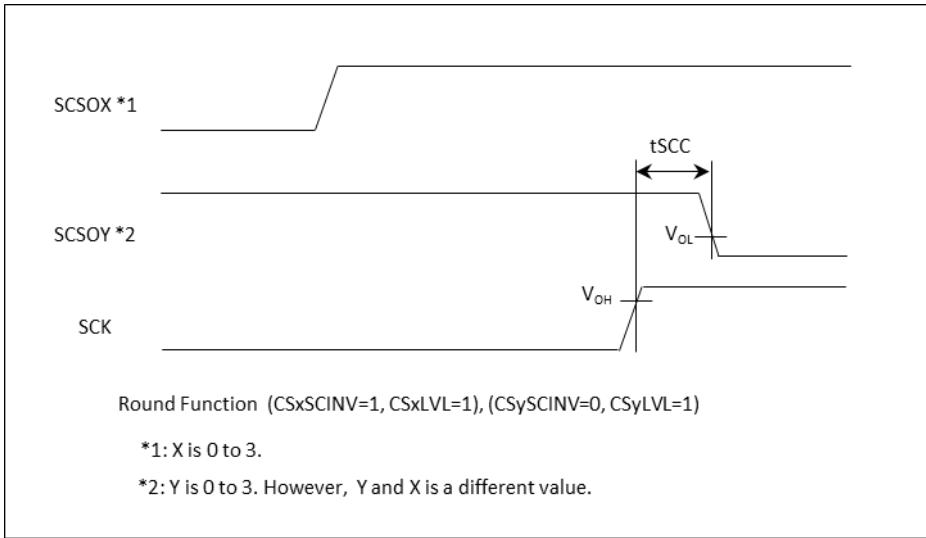 SCSOX *1
tSCC
SCSOY *2
VOL
VOH
SCK
Round Function (CSxSCINV=1, CSxLVL=1), (CSySCINV=0, CSyLVL=1)
*1: X is 0 to 3.
*2: Y is 0 to 3. However, Y and X is a different value.